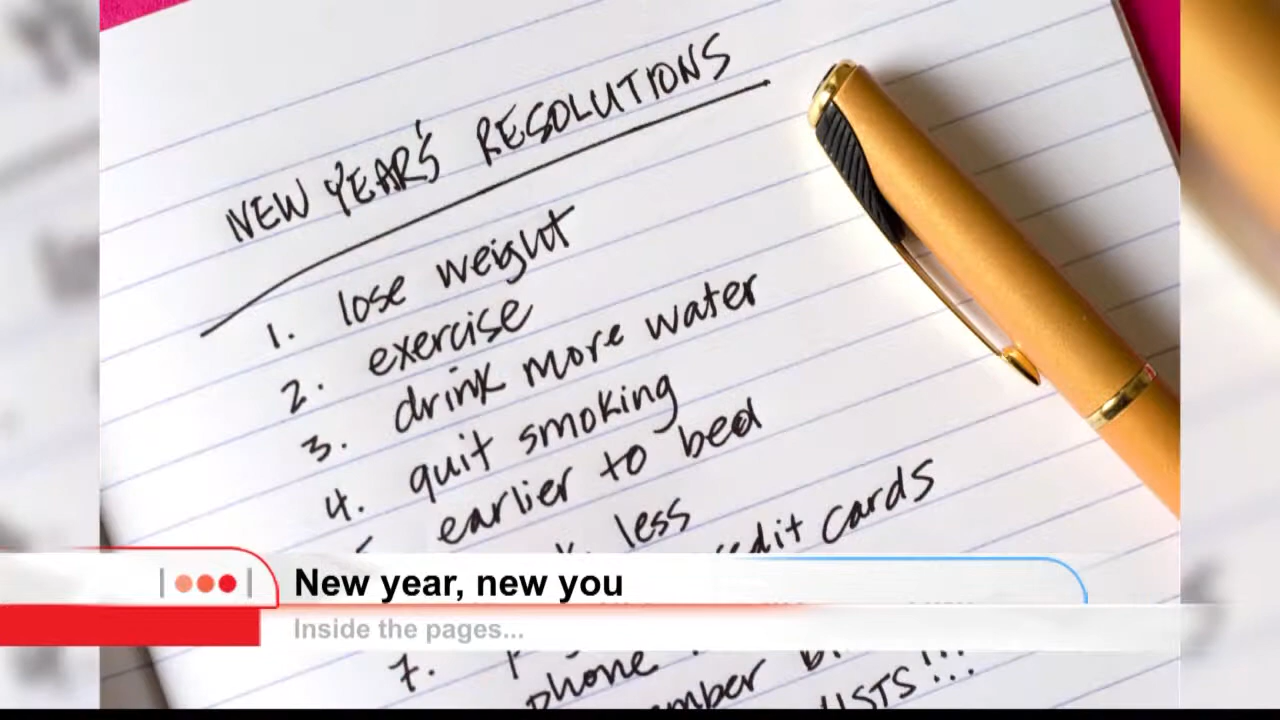 NEW YEAR'S RESOLUTIONS
1. lose weight
2. exercise
3. drink more water
4. quit smoking
earlier to bed
less
cards
New year, new you
Inside the pages...
7.
phone
LISTS!!!